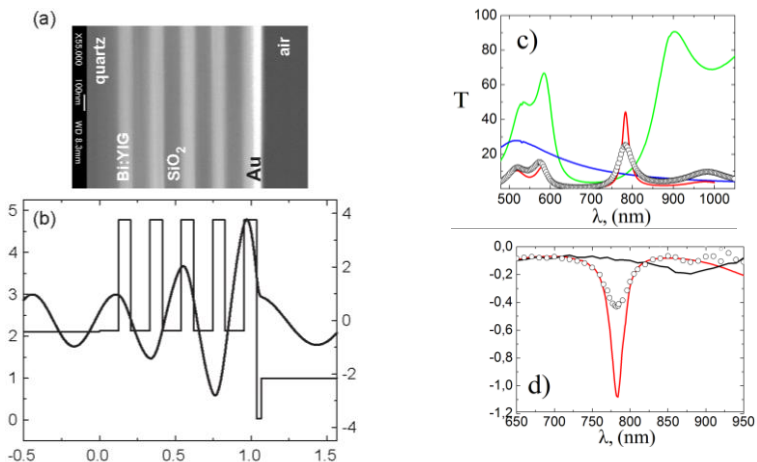 (a)
X55,000 100nm WD 8.3mm
quartz
Bi:YIG
SiO2
Au
air
(b)
5
4
3
2
1
0
4
2
0
-2
-4
-0.5 0.0 0.5 1.0 1.5
c)
T
100
80
60
40
20
500 600 700 800 900 1000
λ, (nm)
d)
0,0
-0,2
-0,4
-0,6
-0,8
-1,0
-1,2
650 700 750 800 850 900 950
λ, (nm)